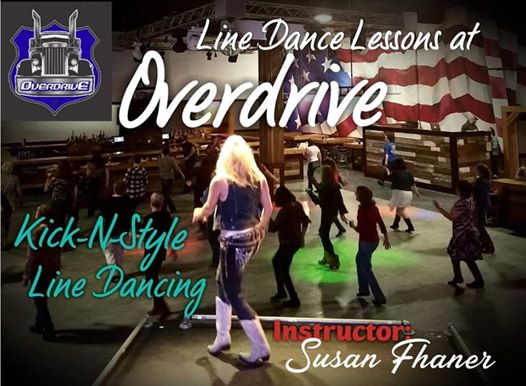 Line Dance Lessons at
OVERDRIVE
Overdrive
Kick-N-Style
Line Dancing
Instructor:
Susan Fhaner